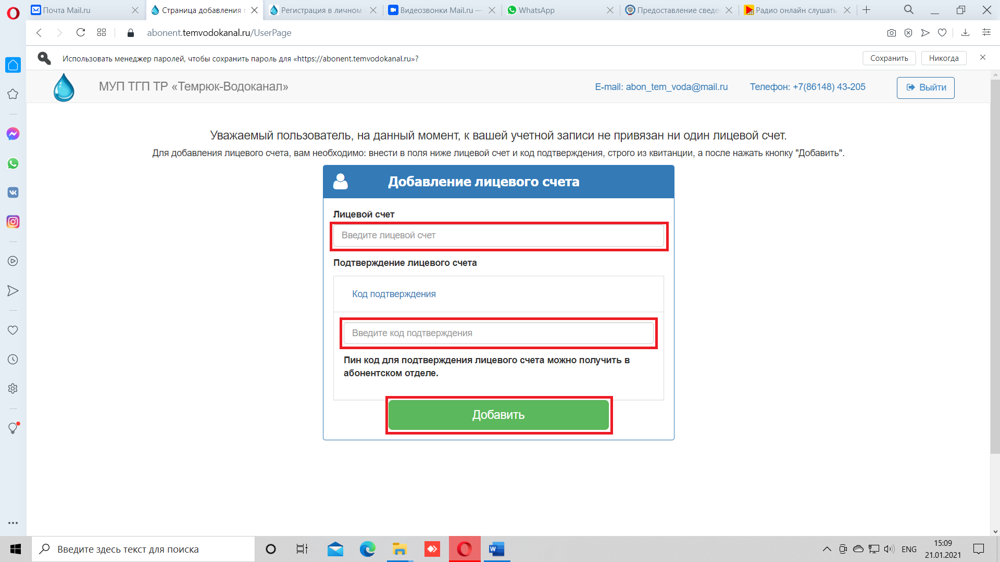 Почта Mail.ru
Страница добавления
Регистрация в личном
Видеозвонки Mail.ru —
WhatsApp
Предоставление сведе
Радио онлайн слушать
abonent.temvodokanal.ru/UserPage
Использовать менеджер паролей, чтобы сохранить пароль для «https://abonent.temvodokanal.ru»?
Сохранить
Никогда
МУП ТГП ТР «Темрюк-Водоканал»
E-mail: abon_tem_voda@mail.ru
Телефон: +7(86148) 43-205
Выйти
Уважаемый пользователь, на данный момент, к вашей учетной записи не привязан ни один лицевой счет.
Для добавления лицевого счета, вам необходимо: внести в поля ниже лицевой счет и код подтверждения, строго из квитанции, а после нажать кнопку "Добавить".
Добавление лицевого счета
Лицевой счет
Введите лицевой счет
Подтверждение лицевого счета
Код подтверждения
Введите код подтверждения
Пин код для подтверждения лицевого счета можно получить в
абонентском отделе.
Добавить
Введите здесь текст для поиска
ENG
15:09
21.01.2021